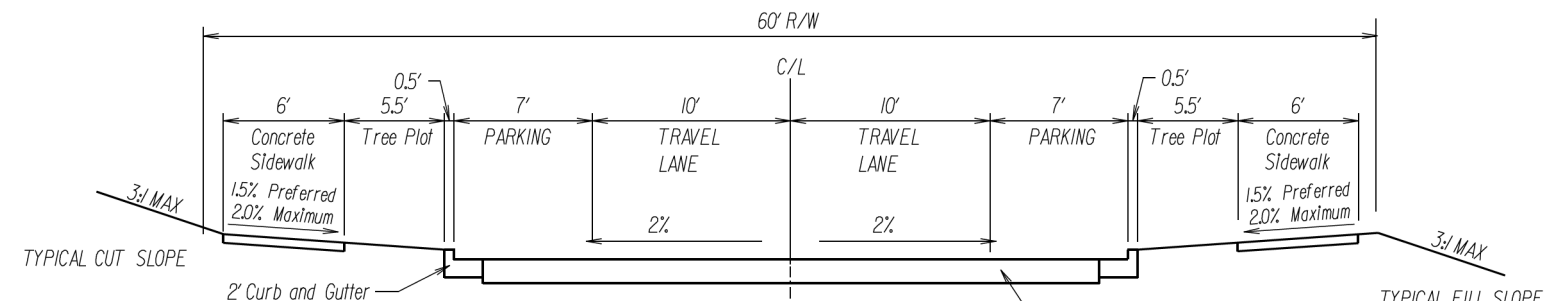 60' R/W
C/L
0.5'
0.5'
6'
5.5'
7'
10'
10'
7'
5.5'
6'
Concrete
Sidewalk
Tree Plot
PARKING
TRAVEL
LANE
TRAVEL
LANE
PARKING
Tree Plot
Concrete
Sidewalk
1.5% Preferred
2.0% Maximum
1.5% Preferred
2.0% Maximum
3:1 MAX
2%
2%
3:1 MAX
TYPICAL CUT SLOPE
2' Curb and Gutter
TYPICAL FILL SLOPE